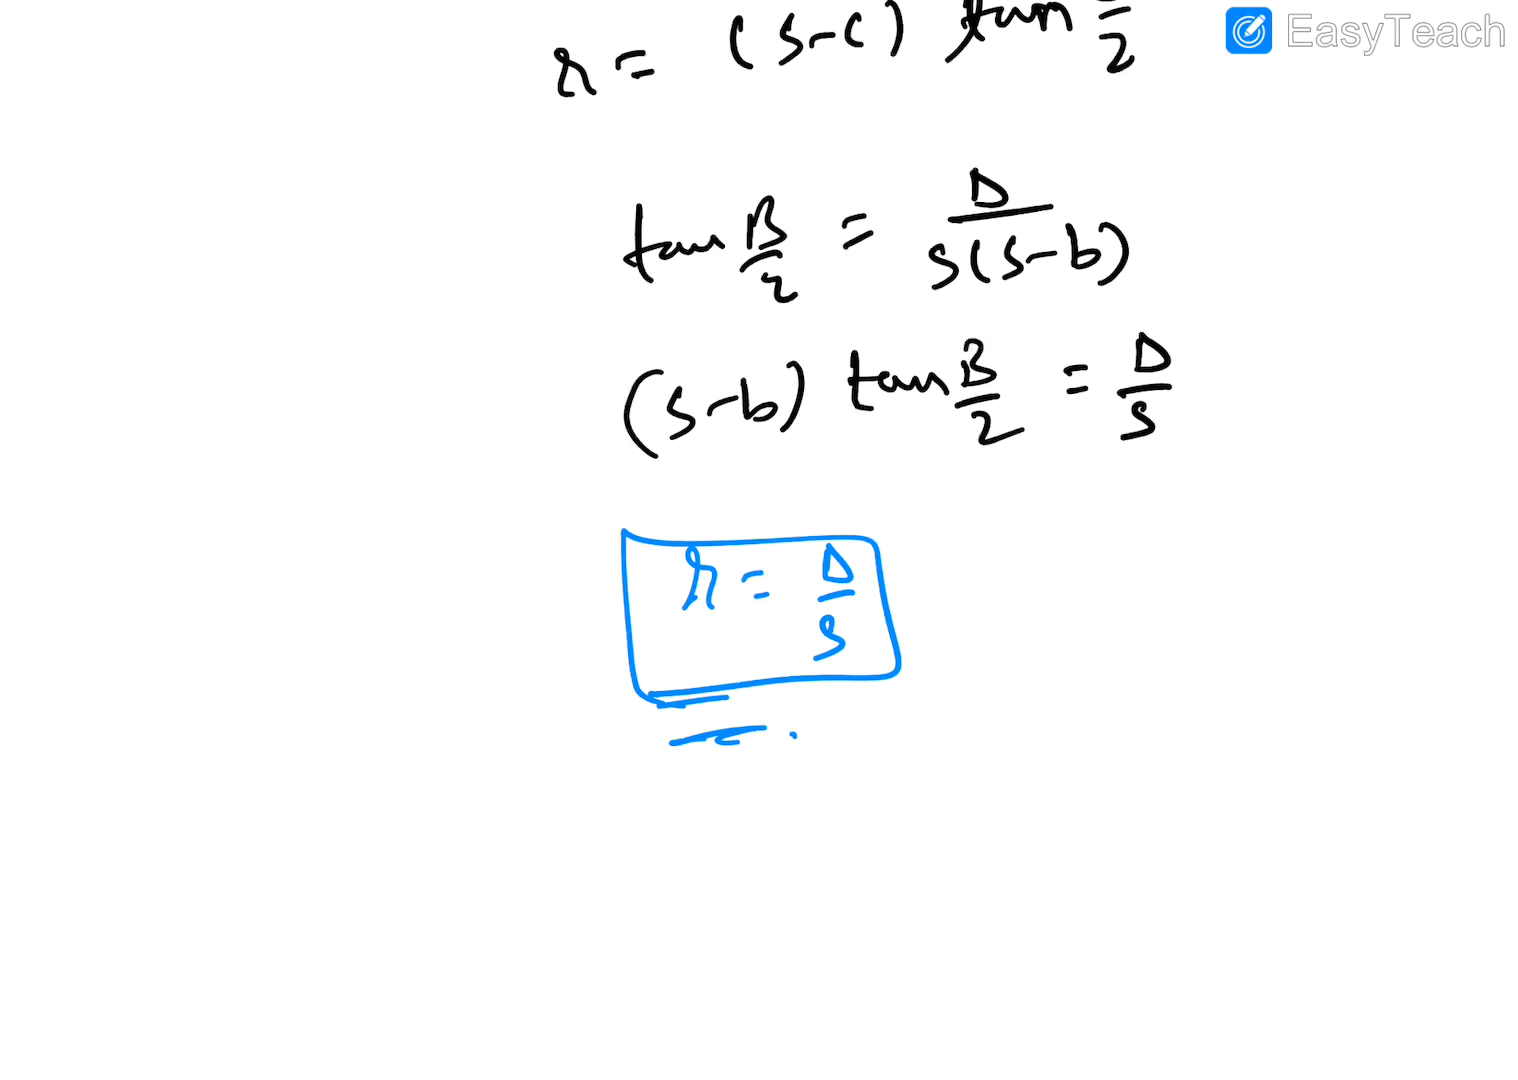 EasyTeach
r = (s-c) tan /2
tan B/2 = Δ/s(s-b)
(s-b) tan B/2 = Δ/s
r = Δ/s